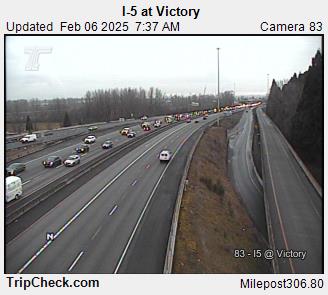 I-5 at Victory
Updated Feb 06 2025 7:37 AM Camera 83
T
N
83 - I5 @ Victory
TripCheck.com Milepost306.80